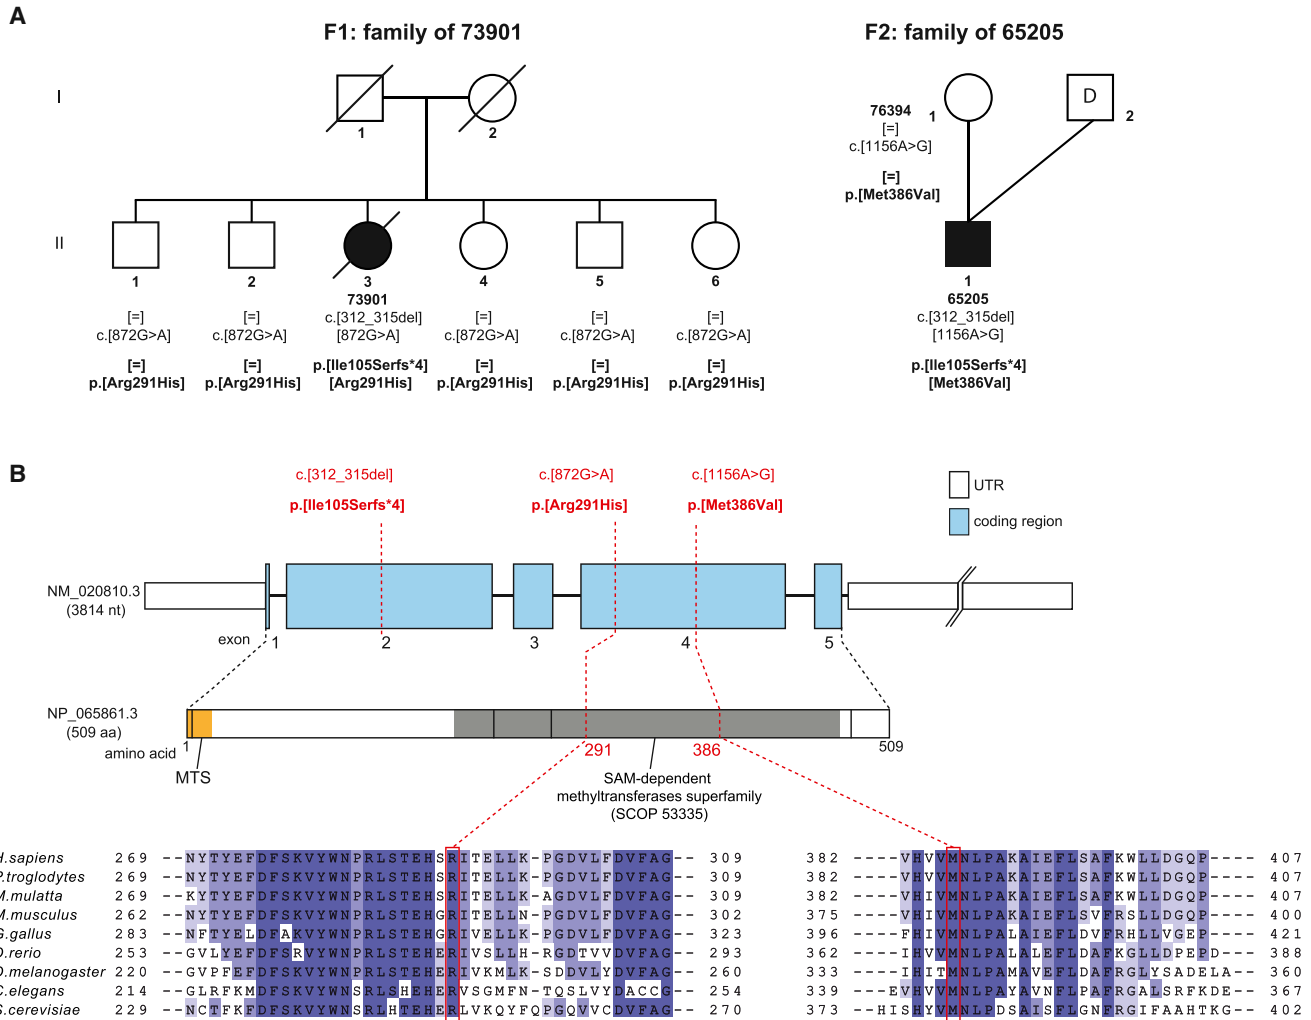 A
F1: family of 73901
F2: family of 65205
I
1
2
76394
[=]
c.[1156A>G]
[=]
p.[Met386Val]
1
D
2
II
1
2
3
4
5
6
[=]
c.[872G>A]
[=]
p.[Arg291His]
[=]
c.[872G>A]
[=]
p.[Arg291His]
73901
c.[312_315del]
[872G>A]
p.[Ile105Serfs*4]
[Arg291His]
[=]
c.[872G>A]
[=]
p.[Arg291His]
[=]
c.[872G>A]
[=]
p.[Arg291His]
[=]
c.[872G>A]
[=]
p.[Arg291His]
1
65205
c.[312_315del]
[1156A>G]
p.[Ile105Serfs*4]
[Met386Val]
B
c.[312_315del]
p.[Ile105Serfs*4]
c.[872G>A]
p.[Arg291His]
c.[1156A>G]
p.[Met386Val]
UTR
coding region
NM_020810.3
(3814 nt)
exon 1 2 3 4 5
NP_065861.3
(509 aa)
amino acid 1 291 386 509
MTS
SAM-dependent
methyltransferases superfamily
(SCOP 53335)
H.sapiens 269 --NYTYEFDFSKVYWNPRLSTEHSRITELLK-PGDVLFDVFAG-- 309 382 --VHVVMNLPAKAIEFLSAFKWLLDGQP---- 407
P.troglodytes 269 --NYTYEFDFSKVYWNPRLSTEHSRITELLK-PGDVLFDVFAG-- 309 382 --VHVVMNLPAKAIEFLSAFKWLLDGQP---- 407
M.mulatta 269 --KYTYEFDFSKVYWNPRLSTEHSRITELLK-AGDVLFDVFAG-- 309 382 --VHIVMNLPAKAIEFLSAFKWLLDGQP---- 407
M.musculus 262 --NYTYEFDFSKVYWNPRLSTEHGRITELLN-PGDVLFDVFAG-- 302 375 --VHIVMNLPAKAIEFLSVFRSLLDGQP---- 400
G.gallus 283 --NFTYELDFAKVYWNPRLSTEHGRIVELLK-PGDVLFDVFAG-- 323 396 --FHIVMNLPALAIEFLDVFRHLLVGEP---- 421
D.rerio 253 --GVLYEFDFSRVYWNPRLSTEHERVSLLH-RGDTVVDVFAG-- 293 362 --IHVVMNLPALALEFLDAFKGLLDPEP---- 388
D.melanogaster 220 --GVPFEFDFSKVYWNPRLSTEHERIVKMLK-SDDVLYDVFAG-- 260 333 --IHITMNLPAMAVEFLDAFRGLYSADELA-- 360
C.elegans 214 --GLRFKMDFSKVYWNSRLSHEHERVSGMFN-TQSLVYDACCG-- 254 339 --EVHVVMNLPAYAVNFLPAFRGALSRFKDE-- 367
S.cerevisiae 229 --NCTFKFDFSKVYWNSRLHTEHERLVKQYFQPGQVVCDVFAG-- 270 373 --HISHYVMNLPDSAISFLGNFRGIFAAHTKG-- 402